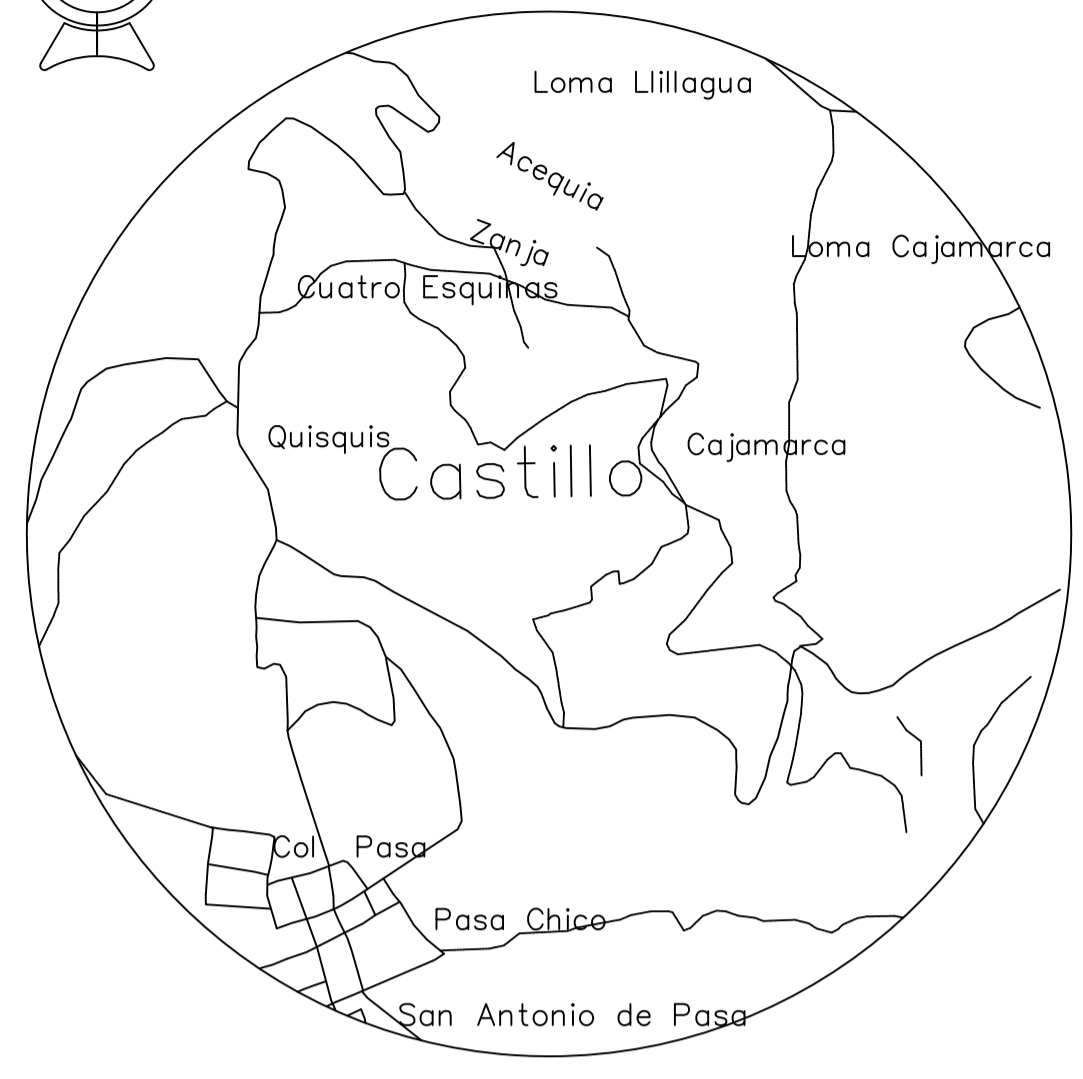 Loma Llillagua
Acequia
Zanja
Loma Cajamarca
Cuatro Esquinas
Quisquis
Cajamarca
Castillo
Col Pasa
Pasa Chico
San Antonio de Pasa